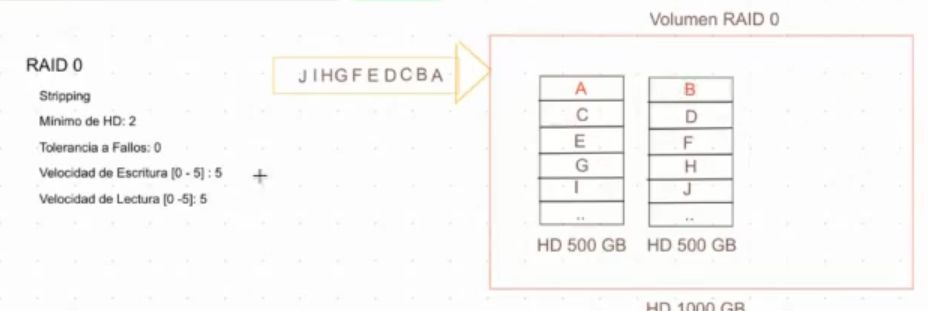 Volumen RAID 0
RAID 0
Stripping
Mínimo de HD: 2
Tolerancia a Fallos: 0
Velocidad de Escritura [0 - 5] : 5
Velocidad de Lectura [0 -5]: 5
J I H G F E D C B A
A B
C D
E F
G H
I J
.. ..
HD 500 GB HD 500 GB
HD 1000 GB